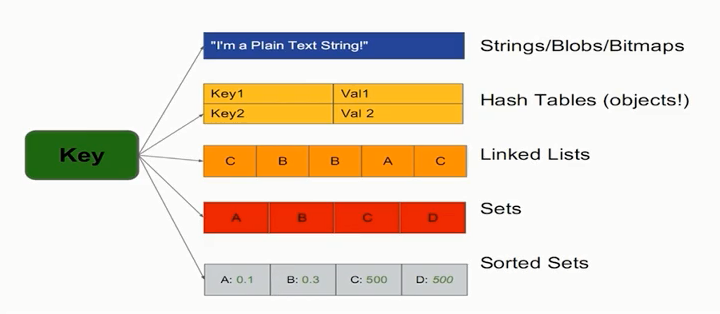 "I'm a Plain Text String!"
Strings/Blobs/Bitmaps
Key1 Val1
Key2 Val 2
Hash Tables (objects!)
Key
C B B A C
Linked Lists
A B C D
Sets
A: 0.1 B: 0.3 C: 500 D: 500
Sorted Sets